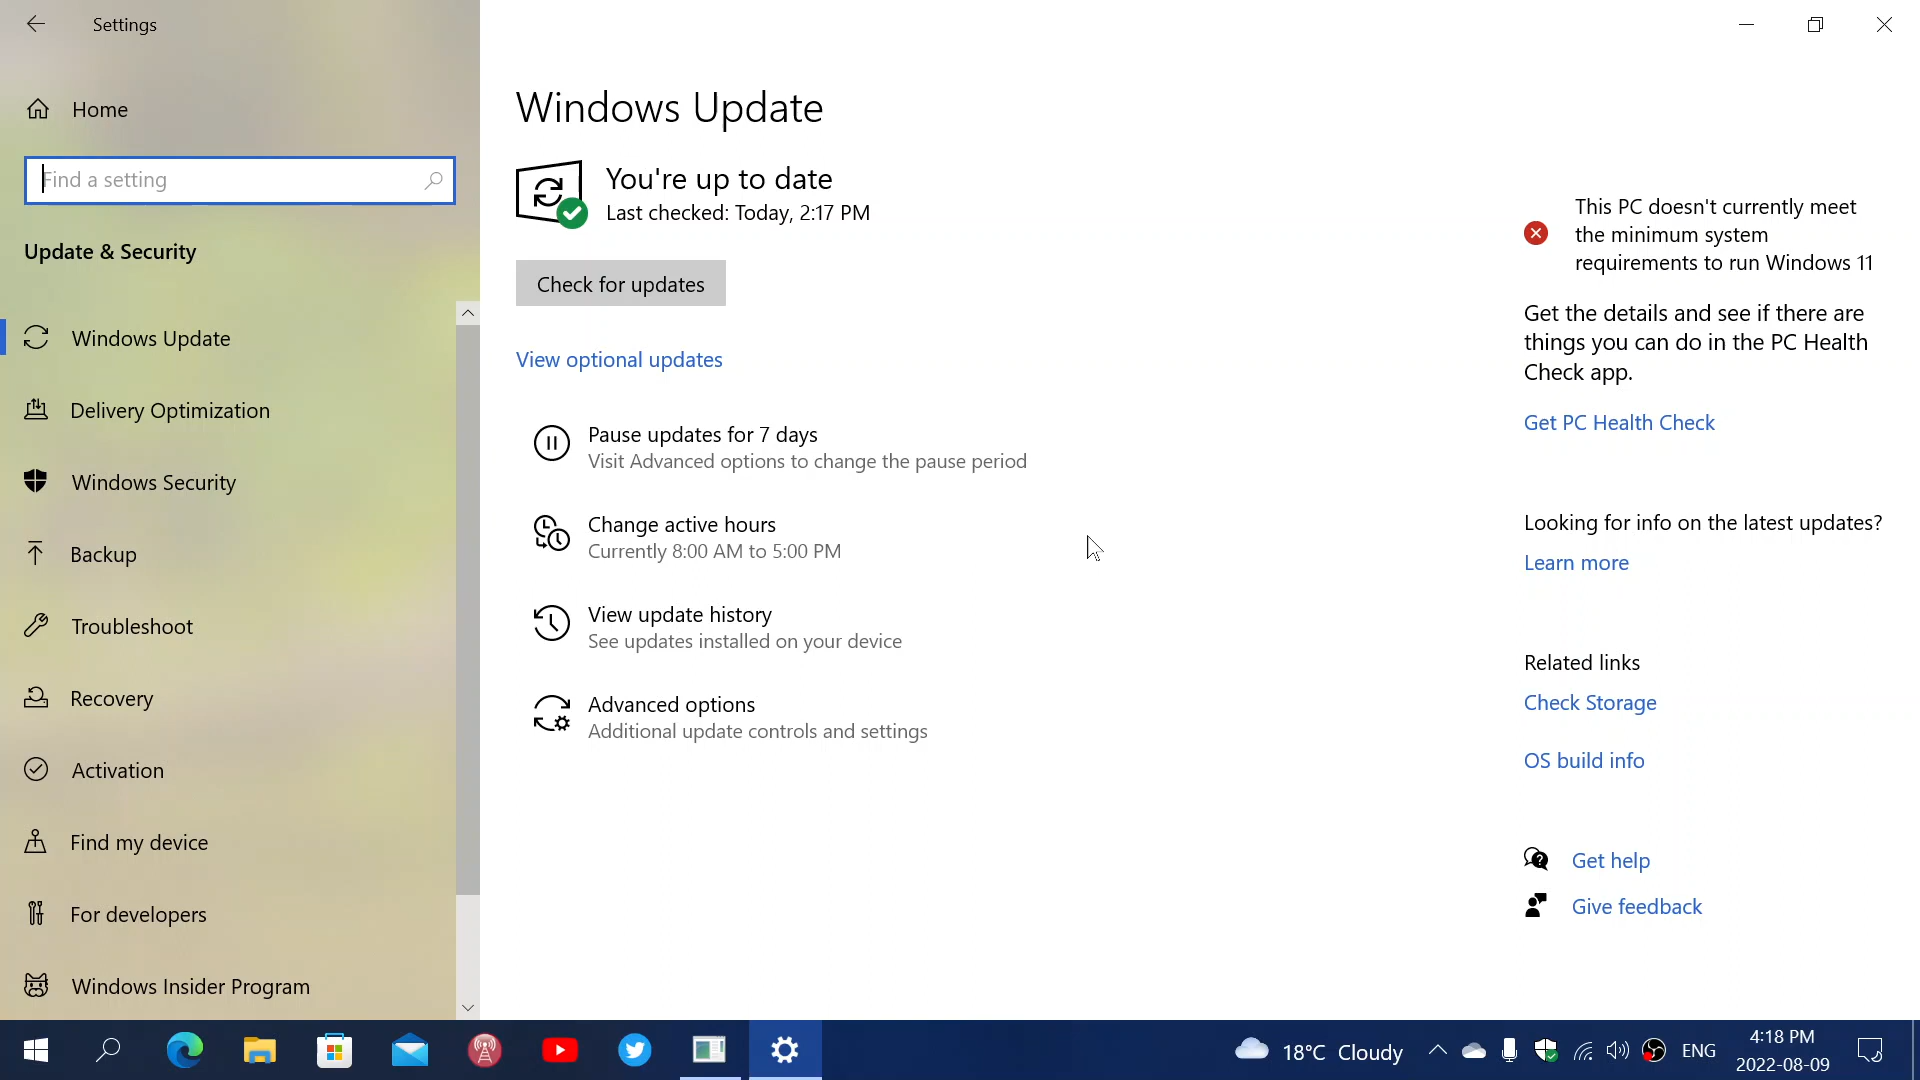 Settings
Home
Find a setting
Update & Security
Windows Update
Delivery Optimization
Windows Security
Backup
Troubleshoot
Recovery
Activation
Find my device
For developers
Windows Insider Program
Windows Update
You're up to date
Last checked: Today, 2:17 PM
Check for updates
View optional updates
Pause updates for 7 days
Visit Advanced options to change the pause period
Change active hours
Currently 8:00 AM to 5:00 PM
View update history
See updates installed on your device
Advanced options
Additional update controls and settings
This PC doesn't currently meet
the minimum system
requirements to run Windows 11
Get the details and see if there are
things you can do in the PC Health
Check app.
Get PC Health Check
Looking for info on the latest updates?
Learn more
Related links
Check Storage
OS build info
Get help
Give feedback
18°C Cloudy
ENG
4:18 PM
2022-08-09